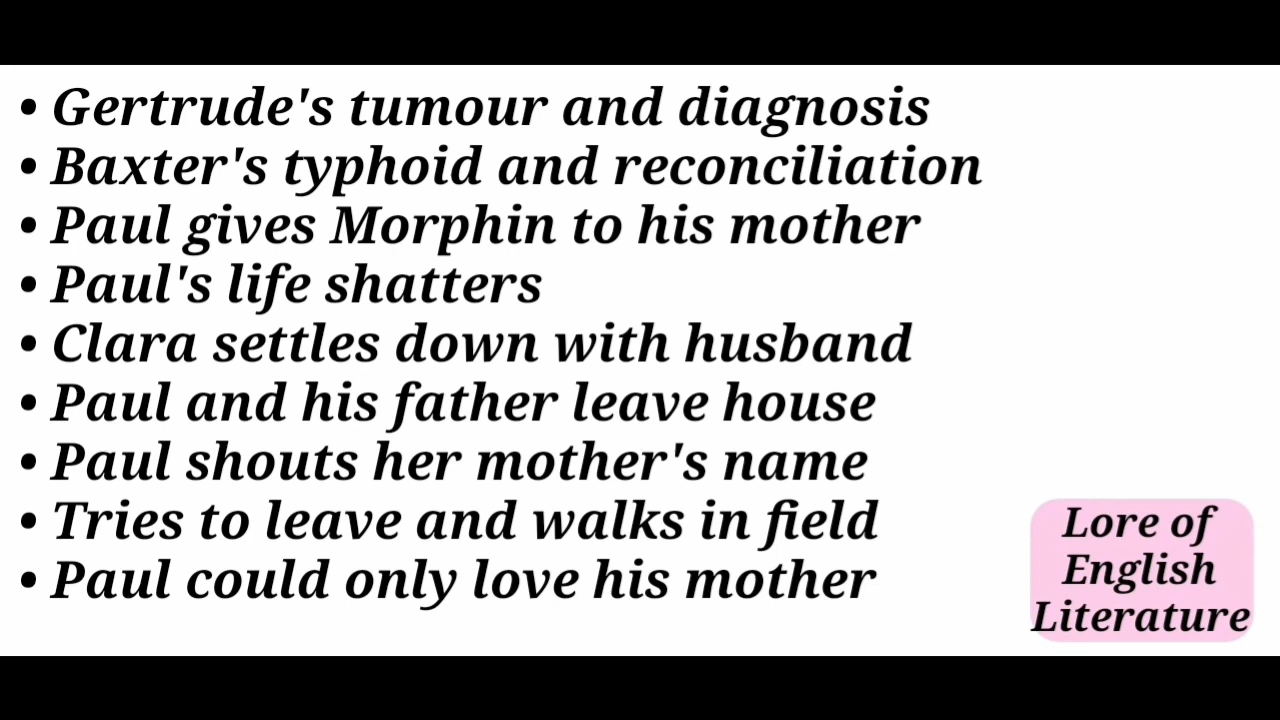 • Gertrude's tumour and diagnosis
• Baxter's typhoid and reconciliation
• Paul gives Morphin to his mother
• Paul's life shatters
• Clara settles down with husband
• Paul and his father leave house
• Paul shouts her mother's name
• Tries to leave and walks in field
• Paul could only love his mother
Lore of
English
Literature